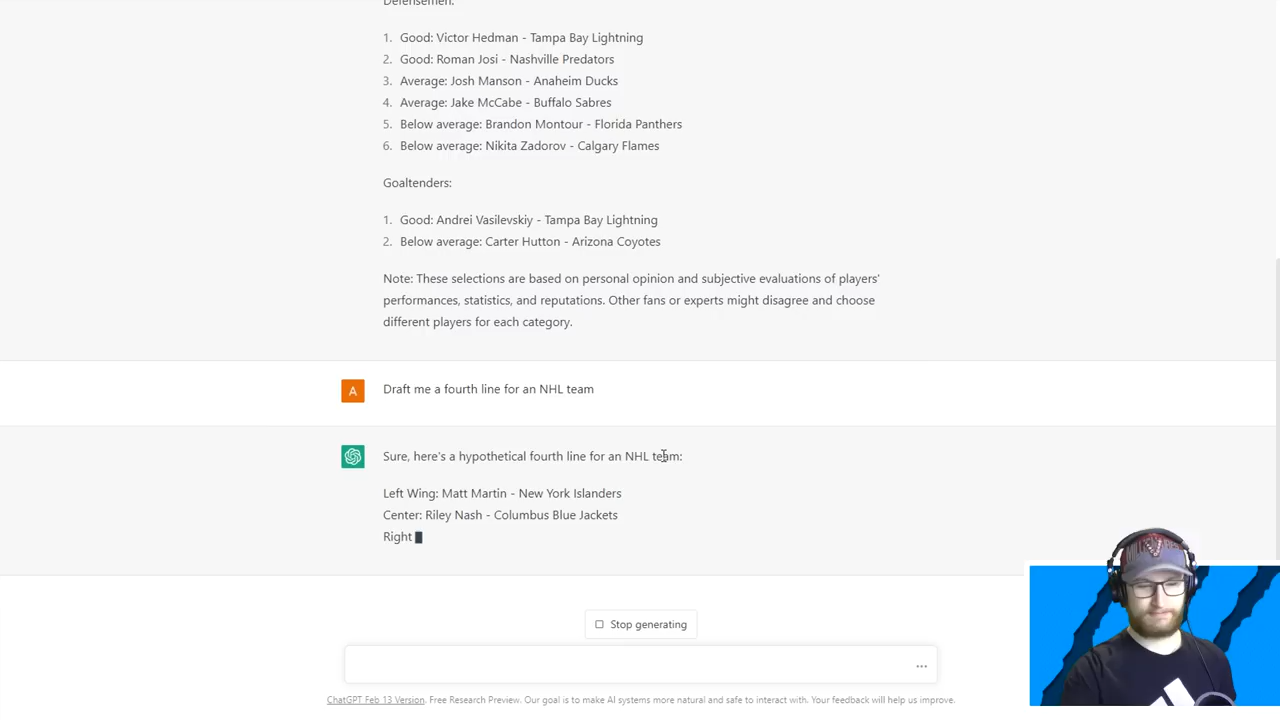 Defensemen:
1. Good: Victor Hedman - Tampa Bay Lightning
2. Good: Roman Josi - Nashville Predators
3. Average: Josh Manson - Anaheim Ducks
4. Average: Jake McCabe - Buffalo Sabres
5. Below average: Brandon Montour - Florida Panthers
6. Below average: Nikita Zadorov - Calgary Flames
Goaltenders:
1. Good: Andrei Vasilevskiy - Tampa Bay Lightning
2. Below average: Carter Hutton - Arizona Coyotes
Note: These selections are based on personal opinion and subjective evaluations of players'
performances, statistics, and reputations. Other fans or experts might disagree and choose
different players for each category.
A
Draft me a fourth line for an NHL team
Sure, here's a hypothetical fourth line for an NHL team:
Left Wing: Matt Martin - New York Islanders
Center: Riley Nash - Columbus Blue Jackets
Right
Stop generating
ChatGPT Feb 13 Version. Free Research Preview. Our goal is to make AI systems more natural and safe to interact with. Your feedback will help us improve.